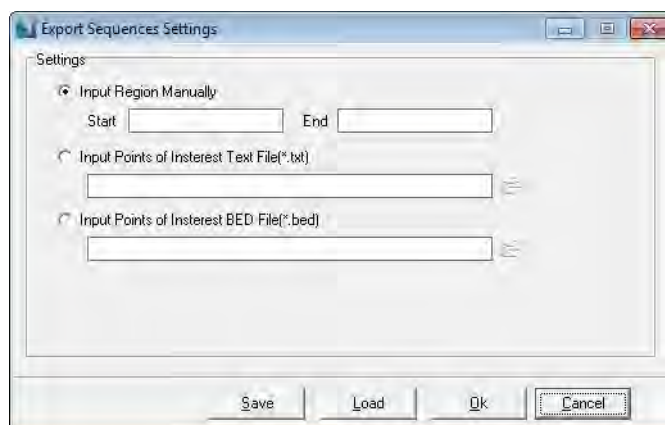 Export Sequences Settings
Settings
Input Region Manually
Start End
Input Points of Insterest Text File(*.txt)
Input Points of Insterest BED File(*.bed)
Save Load Ok Cancel